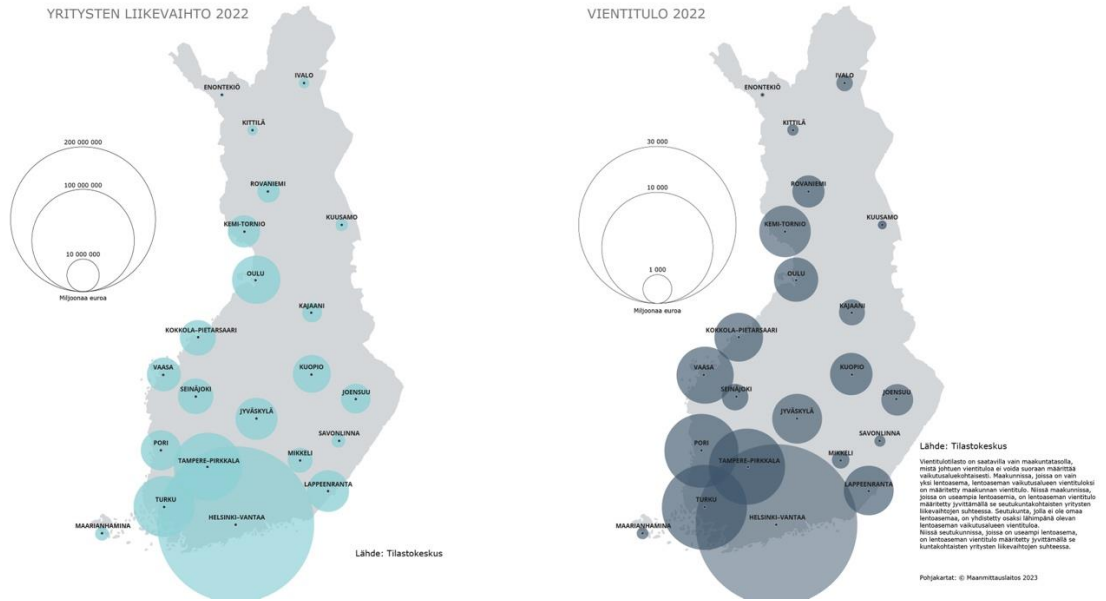 YRITYSTEN LIIKEVAIHTO 2022
IVALO
ENONTEKIÖ
KITTILÄ
200 000 000
100 000 000
10 000 000
Miljoonaa euroa
ROVANIEMI
KUUSAMO
KEMI-TORNIO
OULU
KAJAANI
KOKKOLA–PIETARSAARI
VAASA
KUOPIO
SEINÄJOKI
JOENSUU
JYVÄSKYLÄ
SAVONLINNA
PORI
TAMPERE–PIRKKALA
MIKKELI
LAPPEENRANTA
TURKU
HELSINKI–VANTAA
MAARIANHAMINA
Lähde: Tilastokeskus
VIENTITULO 2022
IVALO
ENONTEKIÖ
KITTILÄ
30 000
10 000
1 000
Miljoonaa euroa
ROVANIEMI
KUUSAMO
KEMI-TORNIO
OULU
KAJAANI
KOKKOLA–PIETARSAARI
VAASA
KUOPIO
SEINÄJOKI
JOENSUU
JYVÄSKYLÄ
SAVONLINNA
PORI
TAMPERE–PIRKKALA
MIKKELI
LAPPEENRANTA
TURKU
HELSINKI–VANTAA
MAARIANHAMINA
Lähde: Tilastokeskus
Vientitulotilasto on saatavilla vain maakuntatasolla,
mistä johtuen vientituloa ei voida suoraan määrittää
vaikutusaluekohtaisesti. Maakunnissa, joissa on vain
yksi lentoasema, lentoaseman vaikutusalueen vientituloksi
on määritetty maakunnan vientitulo. Niissä maakunnissa,
joissa on useampia lentoasemia, on lentoaseman vientitulo
määritetty jyvittämällä se seutukuntakohtaisten yritysten
liikevaihtojen suhteessa. Seutukunta, jolla ei ole omaa
lentoasemaa, on yhdistetty osaksi lähimpänä olevan
lentoaseman vaikutusalueen vientituloa.
Niissä seutukunnissa, joissa on useampi lentoasema,
on lentoaseman vientitulo määritetty jyvittämällä se
kuntakohtaisten yritysten liikevaihtojen suhteessa.
Pohjakartat: © Maanmittauslaitos 2023